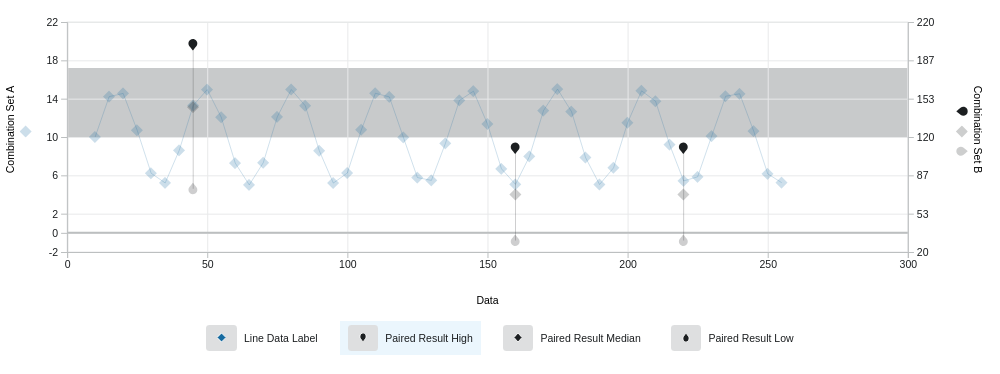 22
18
14
10
6
2
0
-2
220
187
153
120
87
53
20
0 50 100 150 200 250 300
Combination Set A
Combination Set B
Data
Line Data Label
Paired Result High
Paired Result Median
Paired Result Low